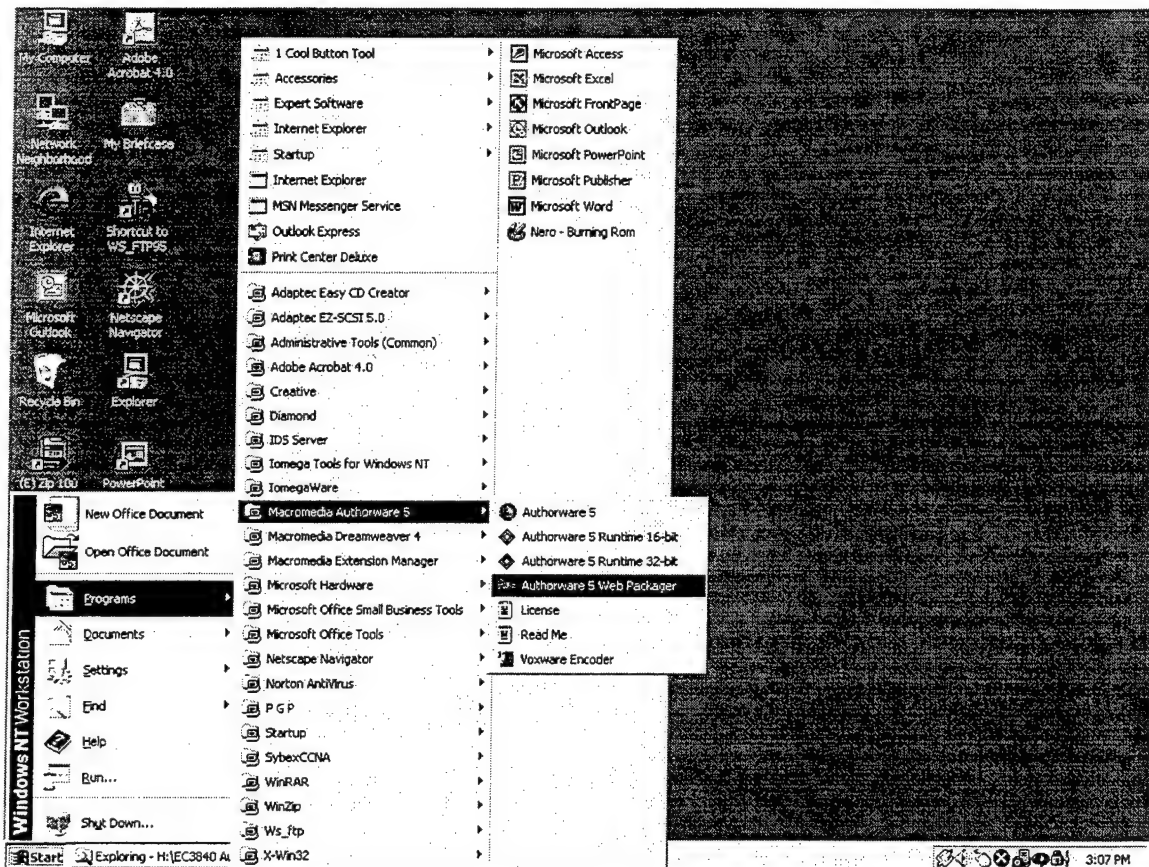 My Computer
Adobe Acrobat 4.0
Network Neighborhood
My Briefcase
Internet Explorer
Shortcut to WS_FTP95
Microsoft Outlook
Netscape Navigator
Recycle Bin
Explorer
(E) Zip 100
PowerPoint
1 Cool Button Tool
Accessories
Expert Software
Internet Explorer
Startup
Internet Explorer
MSN Messenger Service
Outlook Express
Print Center Deluxe
Adaptec Easy CD Creator
Adaptec EZ-SCSI 5.0
Administrative Tools (Common)
Adobe Acrobat 4.0
Creative
Diamond
IDS Server
Iomega Tools for Windows NT
IomegaWare
Macromedia Authorware 5
Macromedia Dreamweaver 4
Macromedia Extension Manager
Microsoft Hardware
Microsoft Office Small Business Tools
Microsoft Office Tools
Netscape Navigator
Norton AntiVirus
P G P
Startup
SybexCCNA
WinRAR
WinZip
Ws_ftp
X-Win32
Microsoft Access
Microsoft Excel
Microsoft FrontPage
Microsoft Outlook
Microsoft PowerPoint
Microsoft Publisher
Microsoft Word
Nero - Burning Rom
Authorware 5
Authorware 5 Runtime 16-bit
Authorware 5 Runtime 32-bit
Authorware 5 Web Packager
License
Read Me
Voxware Encoder
Windows NT Workstation
New Office Document
Open Office Document
Programs
Documents
Settings
Find
Help
Run...
Shut Down...
Start
Exploring - H:\EC3840 Au
3:07 PM